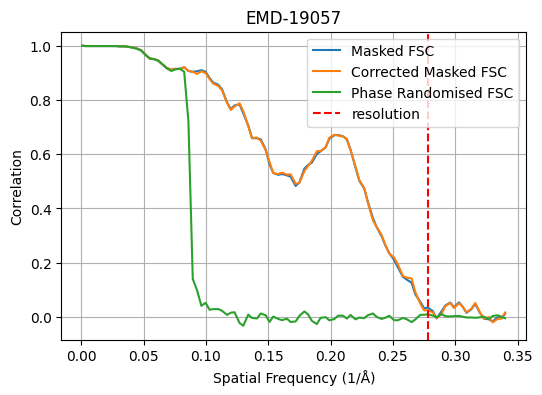 EMD-19057
Masked FSC
Corrected Masked FSC
Phase Randomised FSC
resolution
Correlation
1.0
0.8
0.6
0.4
0.2
0.0
0.00 0.05 0.10 0.15 0.20 0.25 0.30 0.35
Spatial Frequency (1/Å)